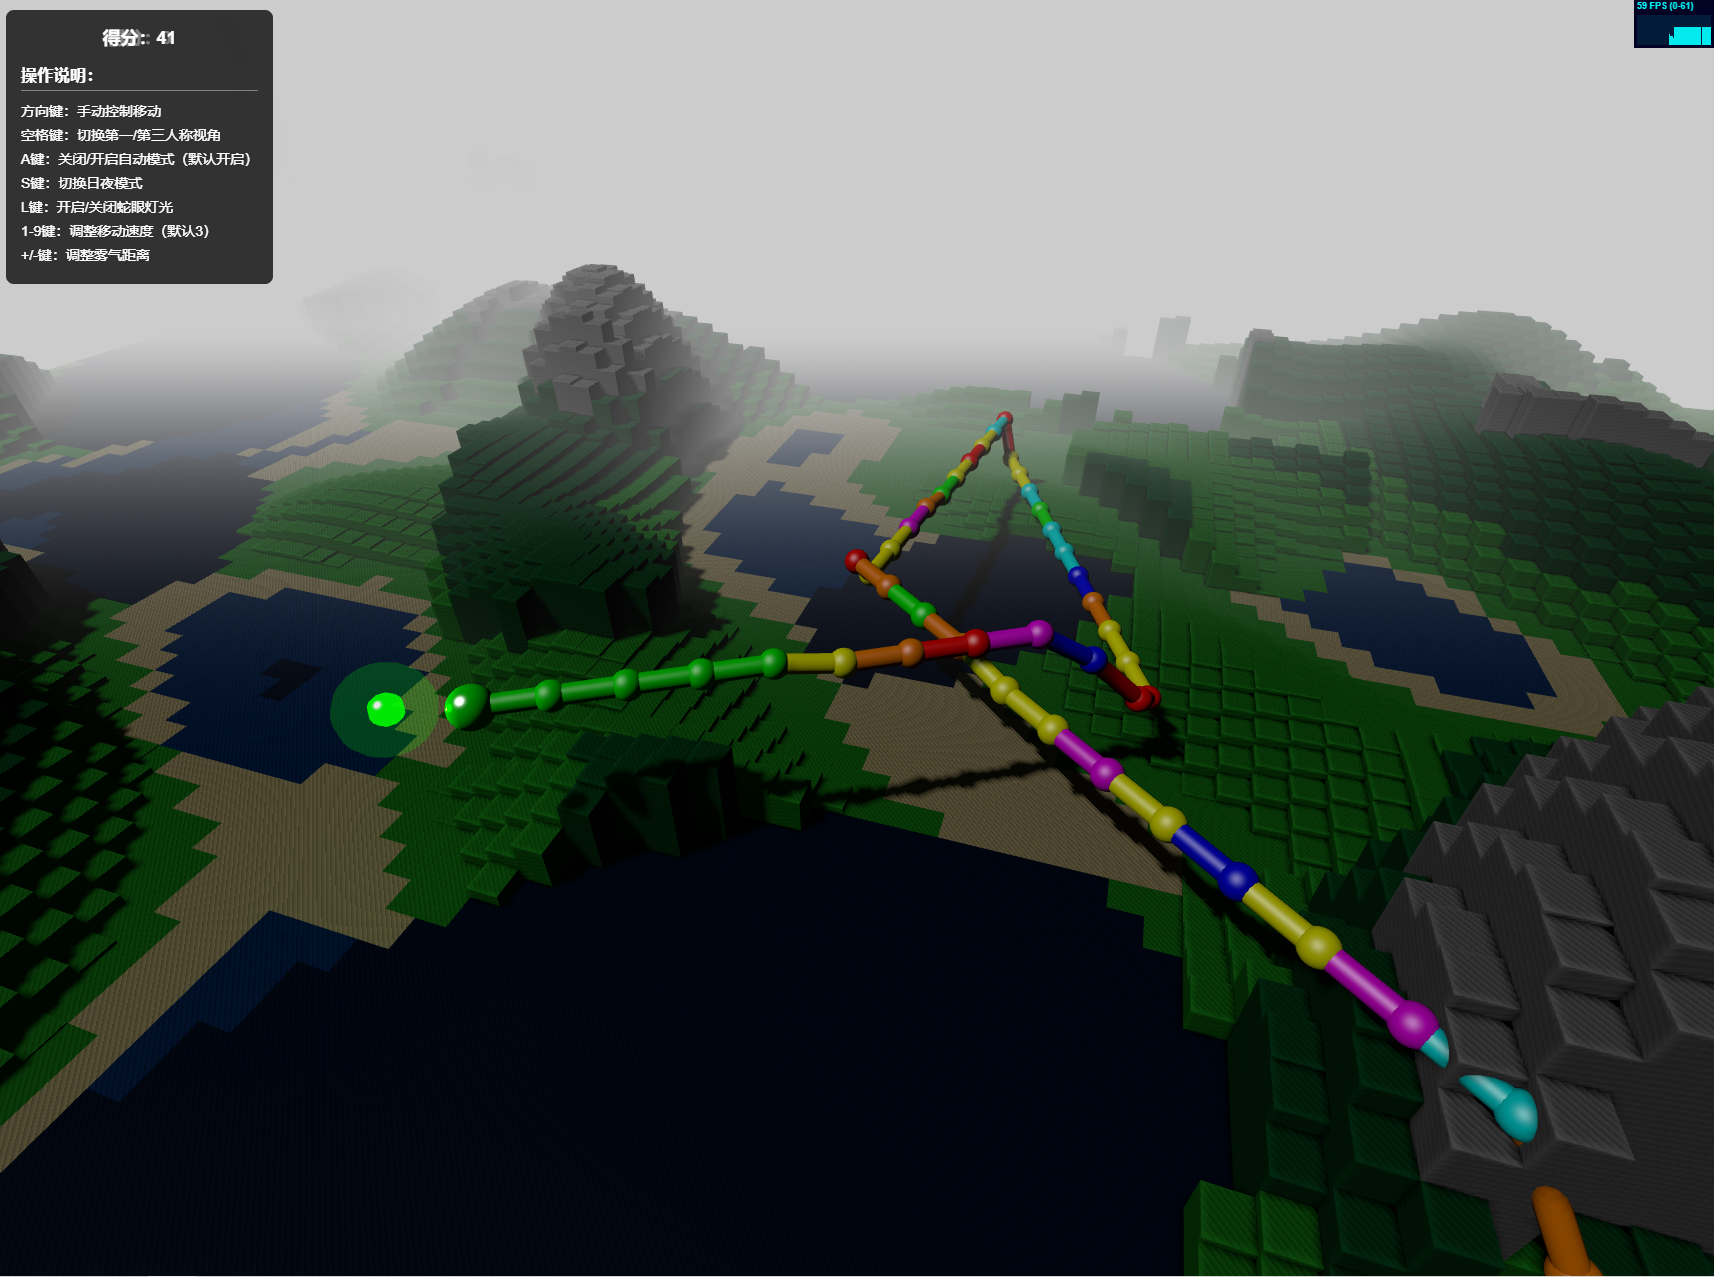 得分：41
操作说明：
方向键：手动控制移动
空格键：切换第一/第三人称视角
A键：关闭/开启自动模式（默认开启）
S键：切换日夜模式
L键：开启/关闭蛇眼灯光
1-9键：调整移动速度（默认3）
+/-键：调整雾气距离
59 FPS (0-61)